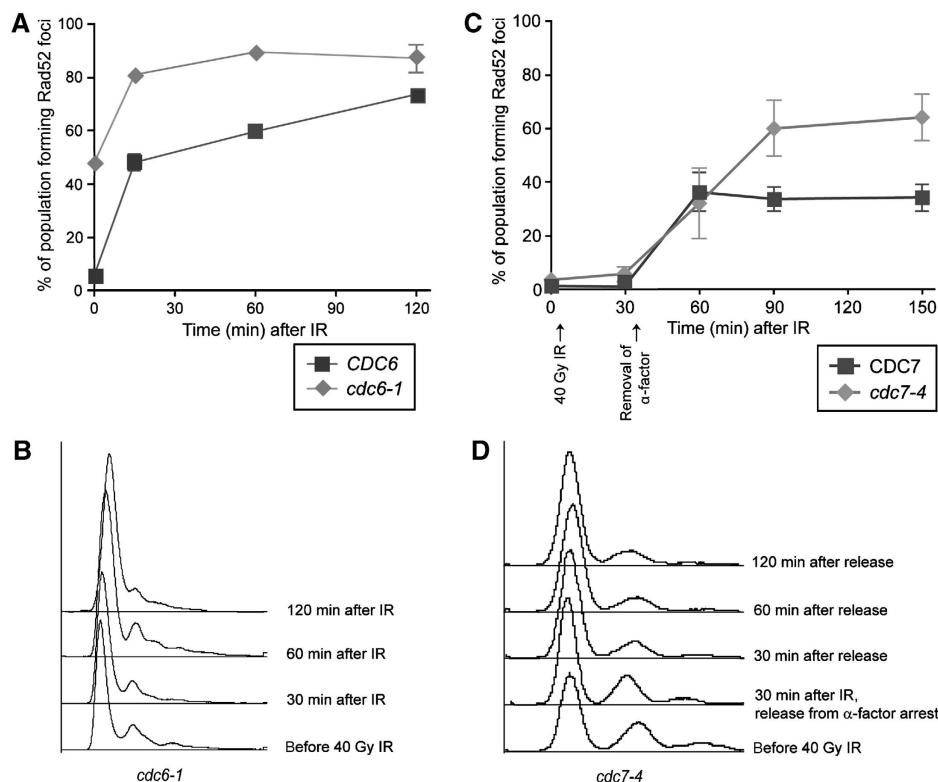 A
% of population forming Rad52 foci
100
80
60
40
20
0
0 30 60 90 120
Time (min) after IR
CDC6
cdc6-1
C
% of population forming Rad52 foci
100
80
60
40
20
0
0 30 60 90 120 150
Time (min) after IR
40 Gy IR →
Removal of →
α-factor
CDC7
cdc7-4
B
120 min after IR
60 min after IR
30 min after IR
Before 40 Gy IR
cdc6-1
D
120 min after release
60 min after release
30 min after release
30 min after IR,
release from α-factor arrest
Before 40 Gy IR
cdc7-4